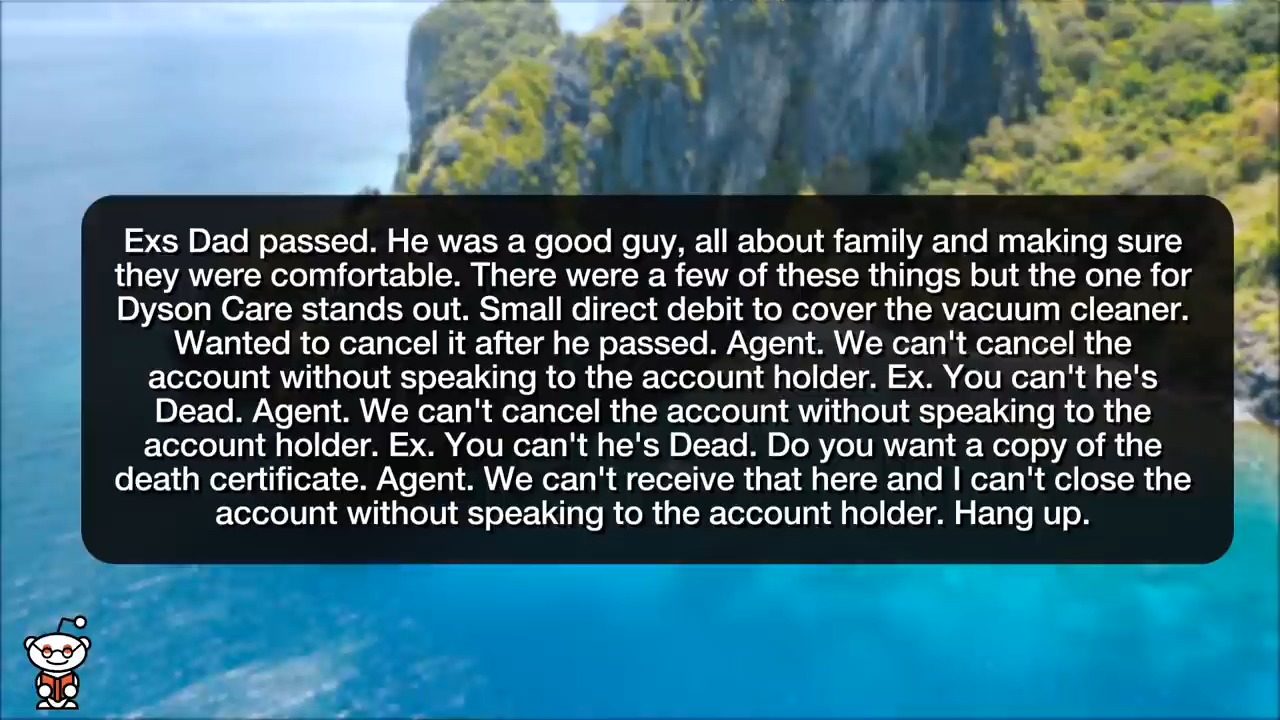 Exs Dad passed. He was a good guy, all about family and making sure
they were comfortable. There were a few of these things but the one for
Dyson Care stands out. Small direct debit to cover the vacuum cleaner.
Wanted to cancel it after he passed. Agent. We can't cancel the
account without speaking to the account holder. Ex. You can't he's
Dead. Agent. We can't cancel the account without speaking to the
account holder. Ex. You can't he's Dead. Do you want a copy of the
death certificate. Agent. We can't receive that here and I can't close the
account without speaking to the account holder. Hang up.